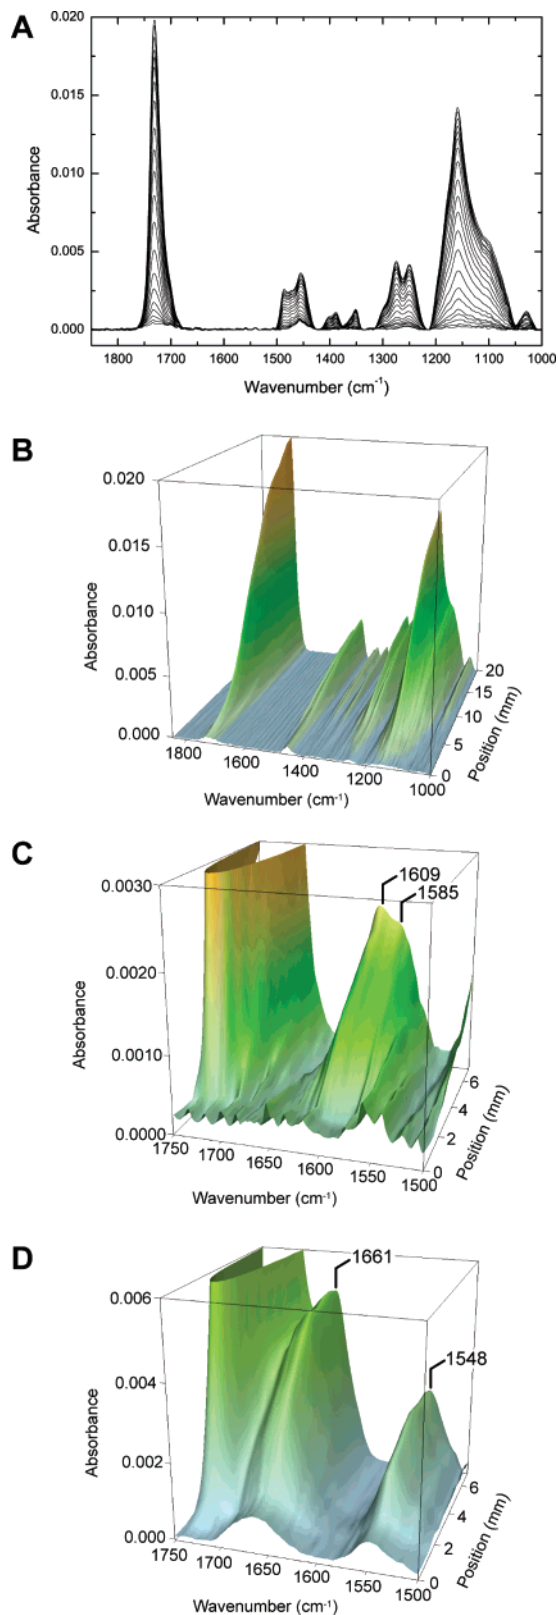 A
0.020
0.015
0.010
0.005
0.000
Absorbance
1800 1700 1600 1500 1400 1300 1200 1100 1000
Wavenumber (cm-1)
B
0.020
0.015
0.010
0.005
0.000
Absorbance
1800 1600 1400 1200 1000
Wavenumber (cm-1)
0 5 10 15 20
Position (mm)
C
1609
1585
0.0030
0.0020
0.0010
0.0000
Absorbance
1750 1700 1650 1600 1550 1500
Wavenumber (cm-1)
0 2 4 6
Position (mm)
D
1661
1548
0.006
0.004
0.002
0.000
Absorbance
1750 1700 1650 1600 1550 1500
Wavenumber (cm-1)
0 2 4 6
Position (mm)